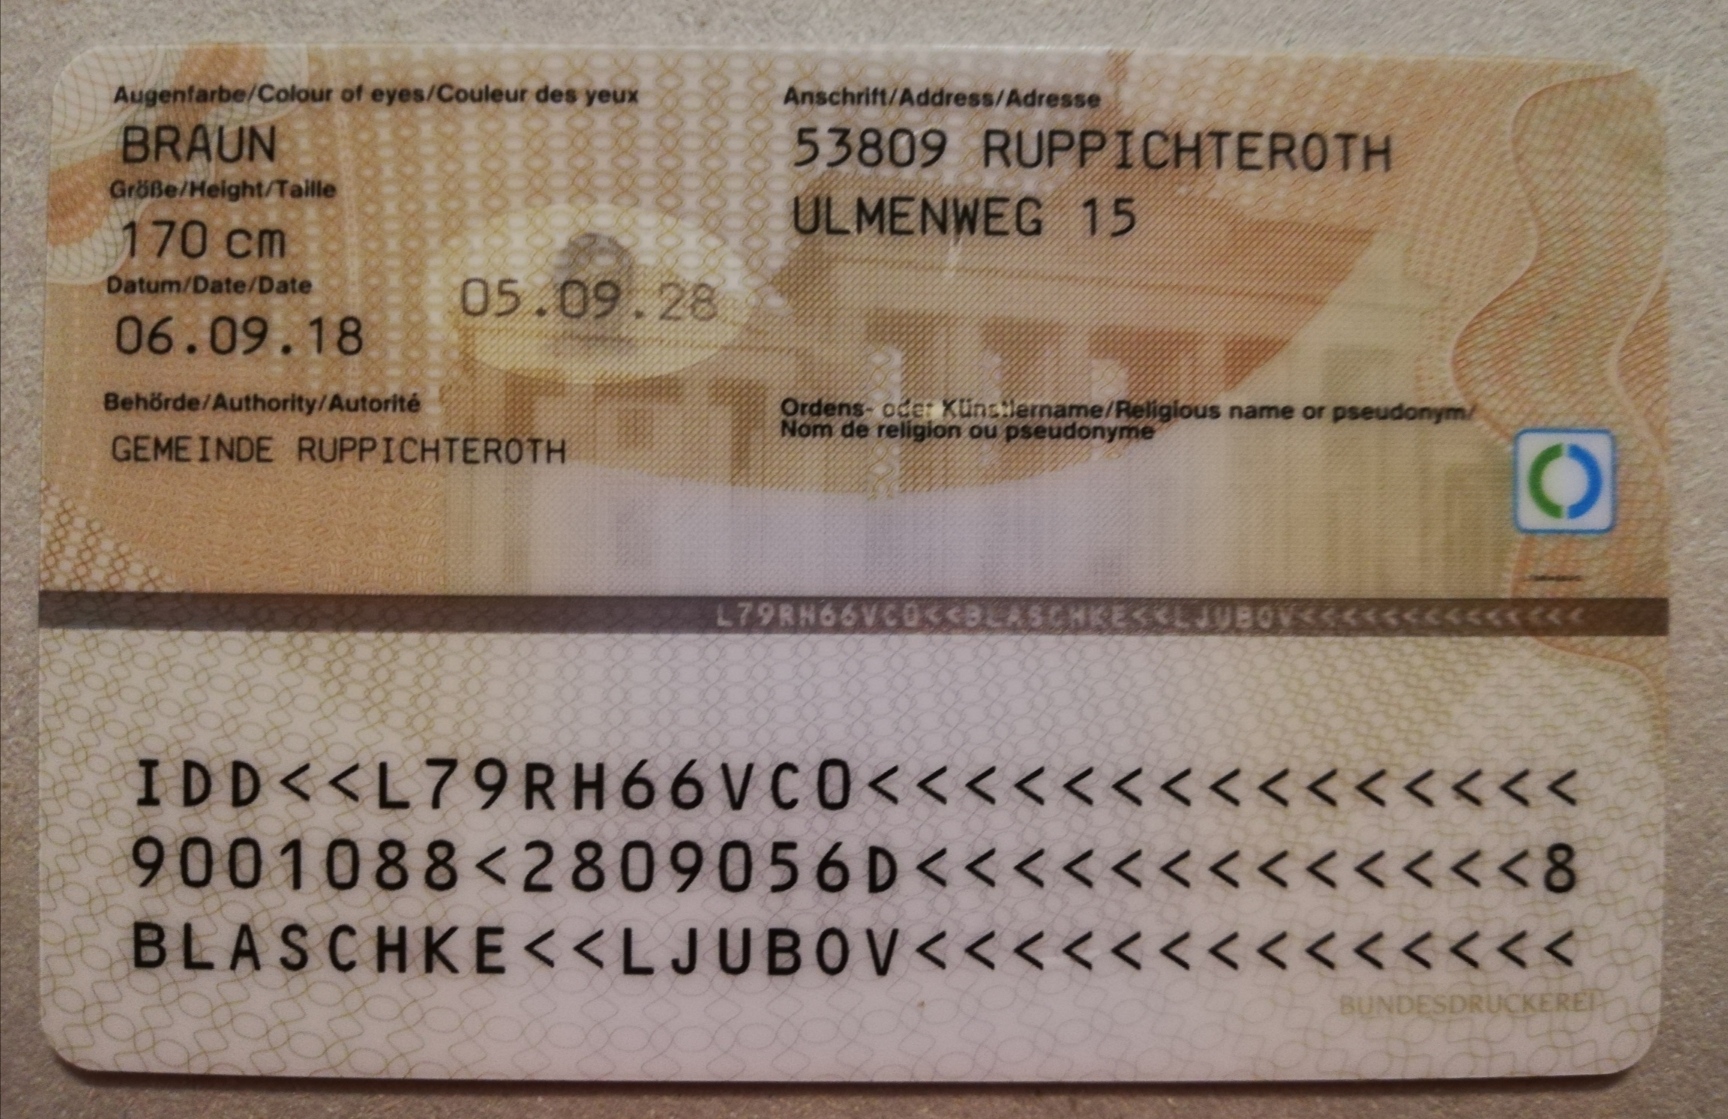 Augenfarbe/Colour of eyes/Couleur des yeux
BRAUN
Größe/Height/Taille
170 cm
Datum/Date/Date
06.09.18
05.09.28
Behörde/Authority/Autorité
GEMEINDE RUPPICHTEROTH
Anschrift/Address/Adresse
53809 RUPPICHTEROTH
ULMENWEG 15
Ordens- oder Künstlername/Religious name or pseudonym/
Nom de religion ou pseudonyme
L79RH66VC0<<BLASCHKE<<LJUBOV<<<<<<<<<<<<<<<
IDD<<L79RH66VCO<<<<<<<<<<<<<<<
9001088<2809056D<<<<<<<<<<<<<8
BLASCHKE<<LJUBOV<<<<<<<<<<<<<<
BUNDESDRUCKEREI